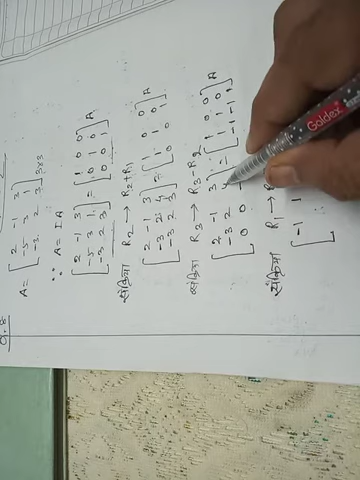 A = [ 2 -1 3
-5 3 1
-3 2 3 ] 3×3
∴ A = IA
[ 2 -1 3 ] = [ 1 0 0 ] A
-5 3 1 0 1 0
-3 2 3 0 0 1
संक्रिया R2 → R2+R1
[ 2 -1 3 ] = [ 1 0 0 ] A
-3 2 4 1 1 0
-3 2 3 0 0 1
संक्रिया R3 → R3-R2
[ 2 -1 3 ] = [ 1 0 0 ] A
-3 2 1 1 0
0 0 - -1 -1 1
संक्रिया R1 → R
[ -1 1
Goldex